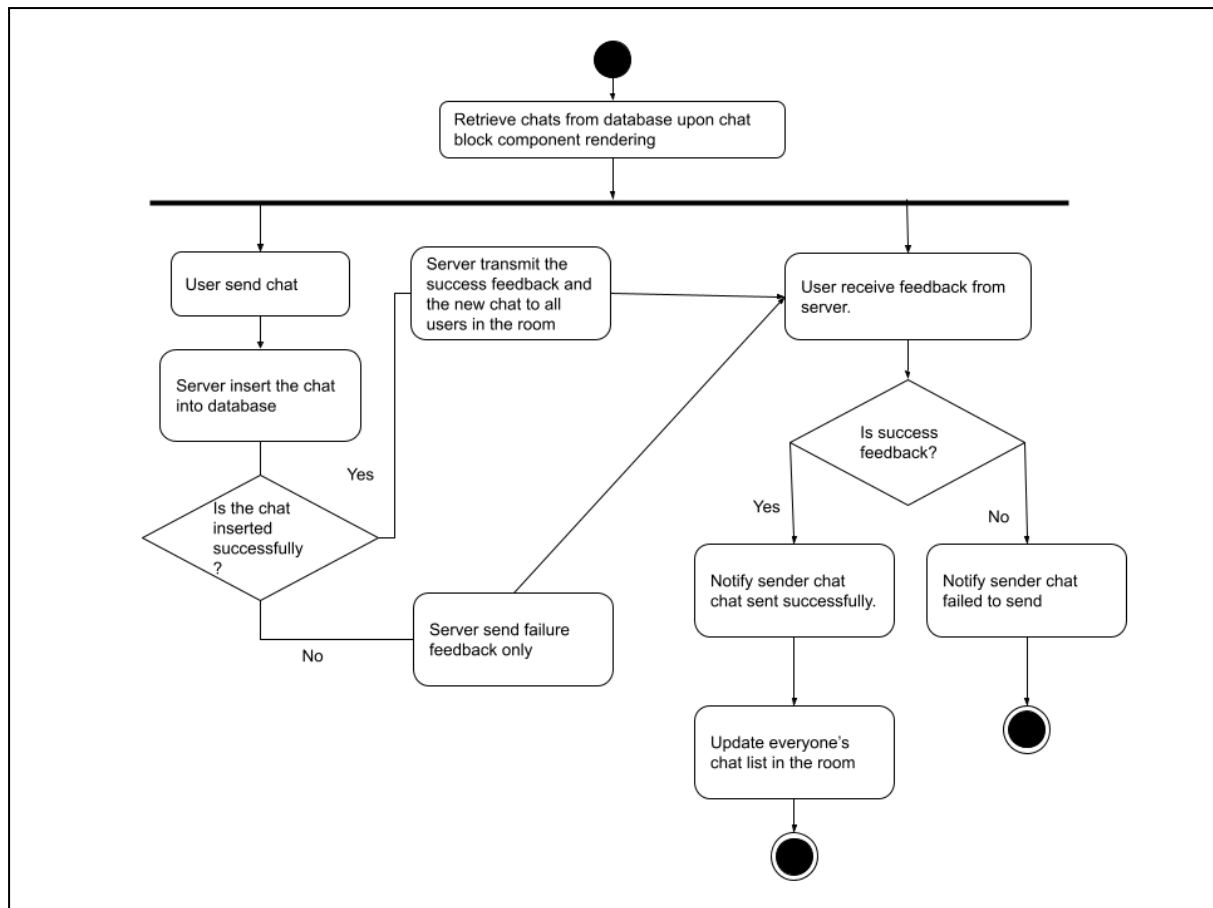 Retrieve chats from database upon chat
block component rendering
User send chat
Server transmit the
success feedback and
the new chat to all
users in the room
User receive feedback from
server.
Server insert the chat
into database
Is success
feedback?
Yes
Is the chat
inserted
successfully
?
Yes
No
Notify sender chat
chat sent successfully.
Notify sender chat
failed to send
Server send failure
feedback only
No
Update everyone’s
chat list in the room